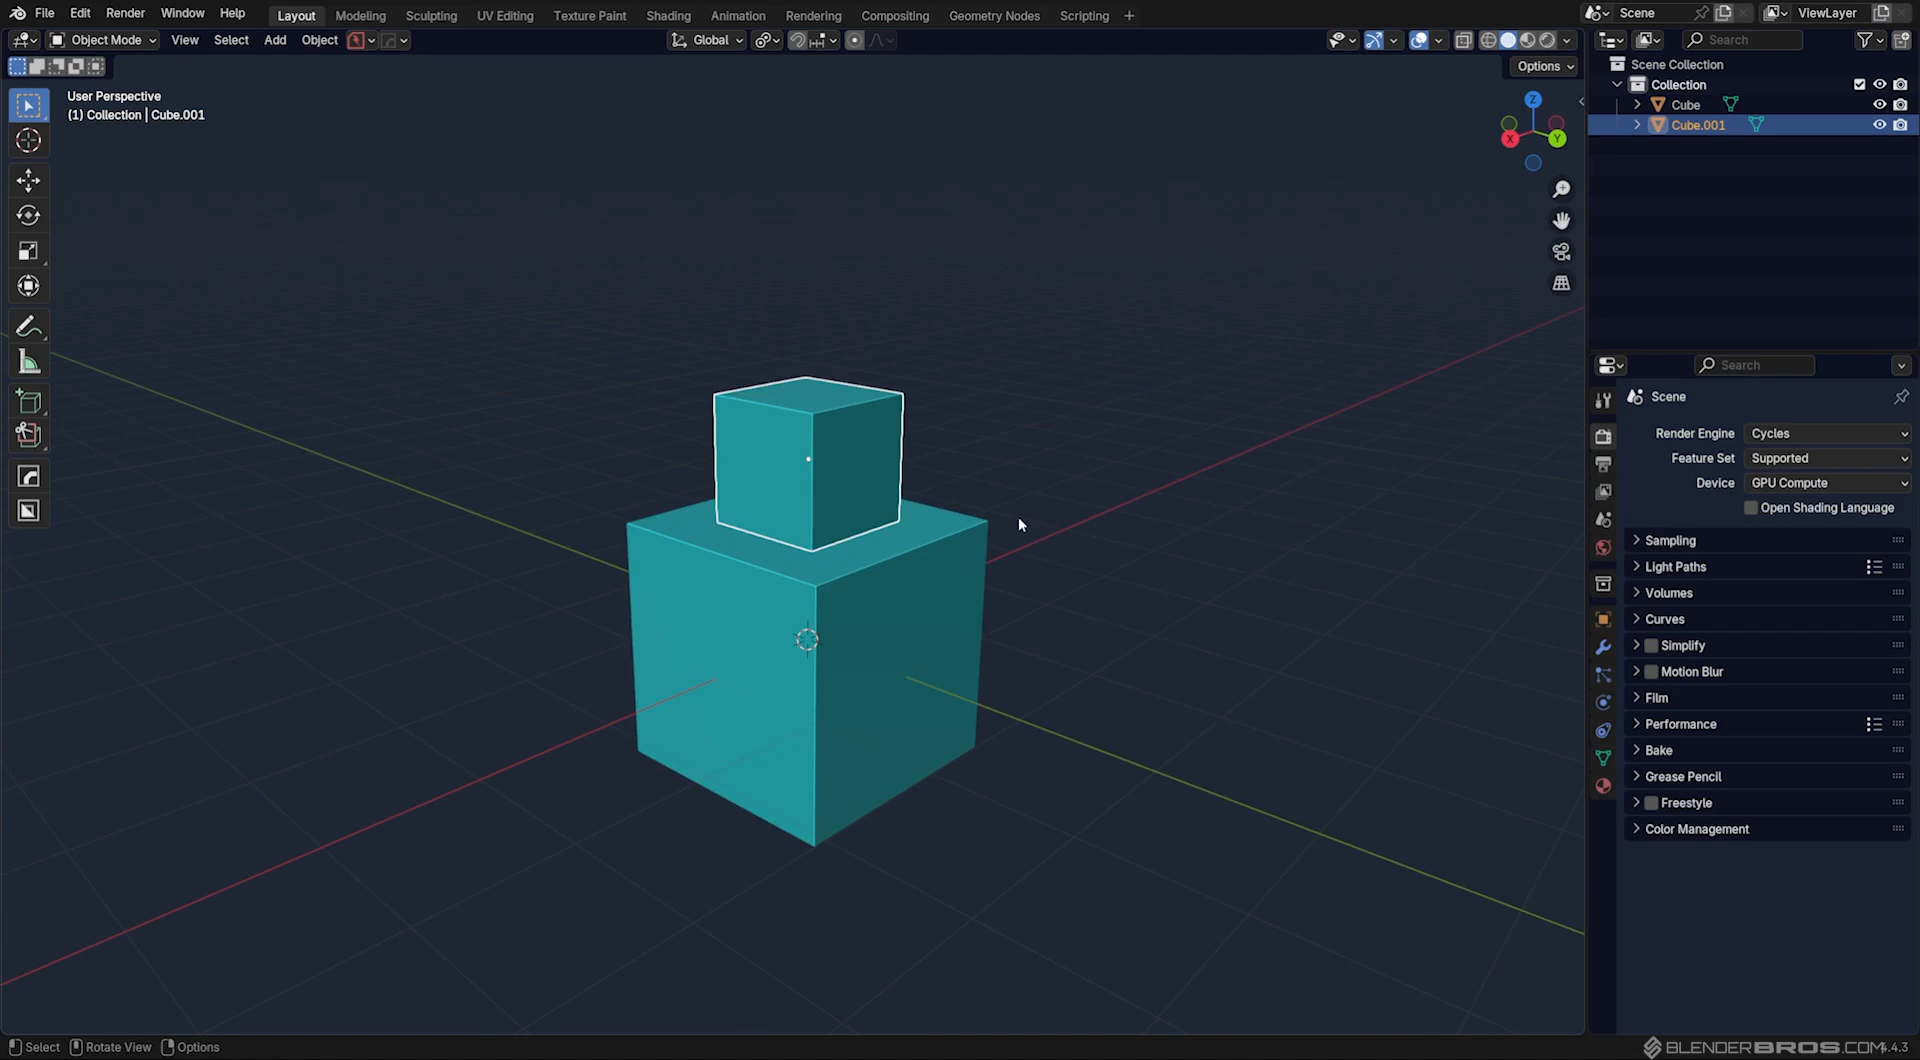 File Edit Render Window Help Layout Modeling Sculpting UV Editing Texture Paint Shading Animation Rendering Compositing Geometry Nodes Scripting + Scene ViewLayer
Object Mode View Select Add Object Global Search
Options
User Perspective
(1) Collection | Cube.001
Z
X
Y
Scene Collection
Collection
Cube
Cube.001
Search
Scene
Render Engine Cycles
Feature Set Supported
Device GPU Compute
Open Shading Language
Sampling
Light Paths
Volumes
Curves
Simplify
Motion Blur
Film
Performance
Bake
Grease Pencil
Freestyle
Color Management
Select Rotate View Options
BLENDERBROS.COM 4.4.3